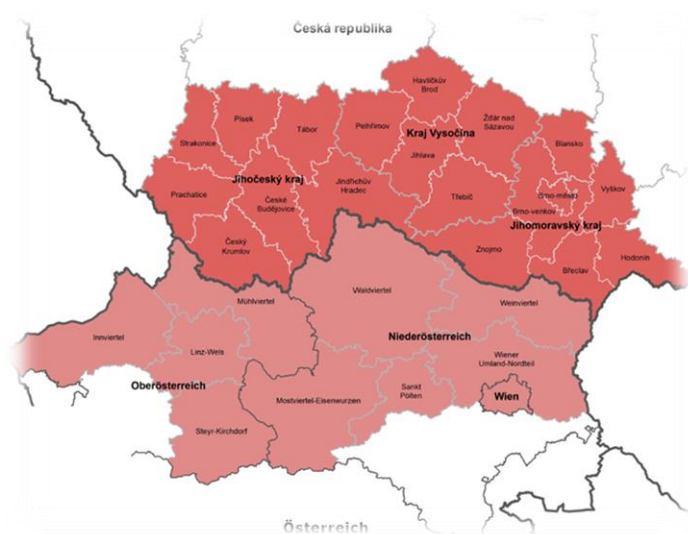 Česká republika
Havlíčkův
Brod
Písek
Tábor
Pelhřimov
Žďár nad
Sázavou
Kraj Vysočina
Strakonice
Blansko
Jihlava
Jihočeský kraj
Jindřichův
Hradec
Vyškov
Prachatice
Třebíč
Brno-město
České
Budějovice
Brno-venkov
Jihomoravský kraj
Český
Krumlov
Znojmo
Hodonín
Břeclav
Waldviertel
Mühlviertel
Weinviertel
Innviertel
Niederösterreich
Linz-Wels
Wiener
Umland-Nordteil
Oberösterreich
Sankt
Pölten
Mostviertel-Eisenwurzen
Wien
Steyr-Kirchdorf
Österreich